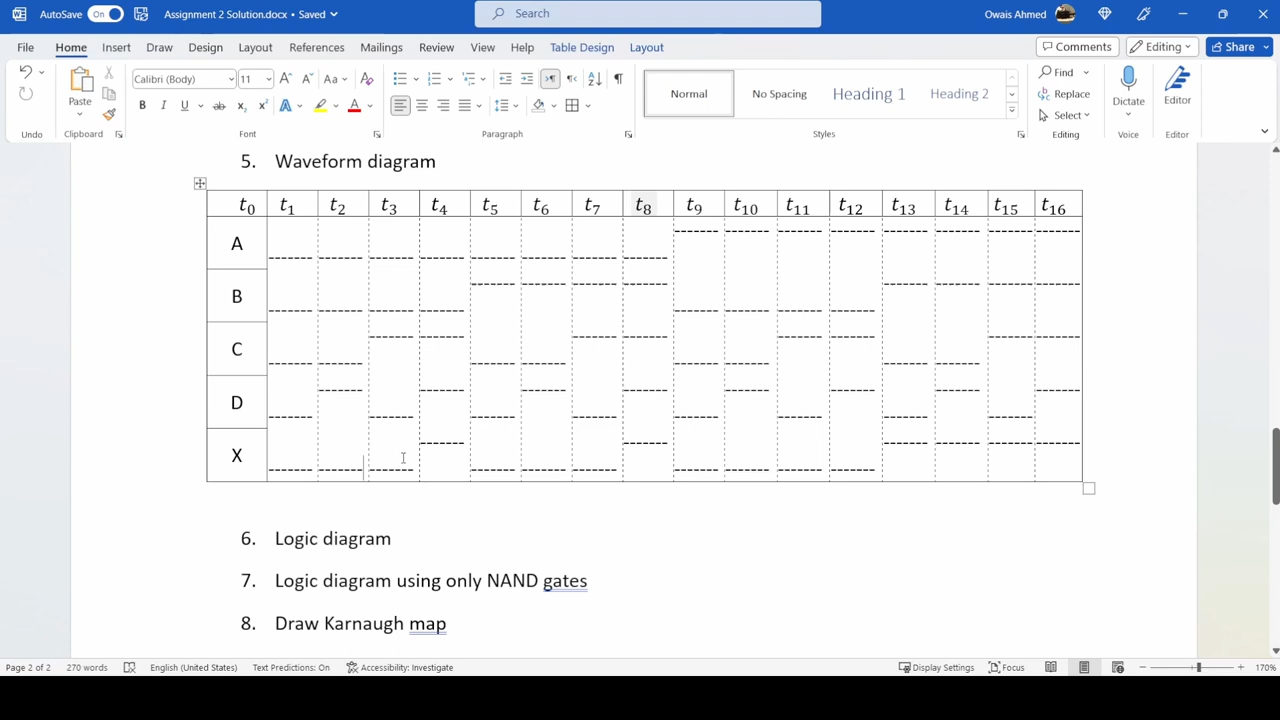 AutoSave On Assignment 2 Solution.docx • Saved Search Owais Ahmed
File Home Insert Draw Design Layout References Mailings Review View Help Table Design Layout Comments Editing Share
Paste Calibri (Body) 11 A A Aa A Normal No Spacing Heading 1 Heading 2 Find Replace Select Dictate Editor
B I U ab x₂ x² A A
Undo Clipboard Font Paragraph Styles Editing Voice Editor
5. Waveform diagram
t₀ t₁ t₂ t₃ t₄ t₅ t₆ t₇ t₈ t₉ t₁₀ t₁₁ t₁₂ t₁₃ t₁₄ t₁₅ t₁₆
A
B
C
D
X
6. Logic diagram
7. Logic diagram using only NAND gates
8. Draw Karnaugh map
Page 2 of 2 270 words English (United States) Text Predictions: On Accessibility: Investigate Display Settings Focus 170%